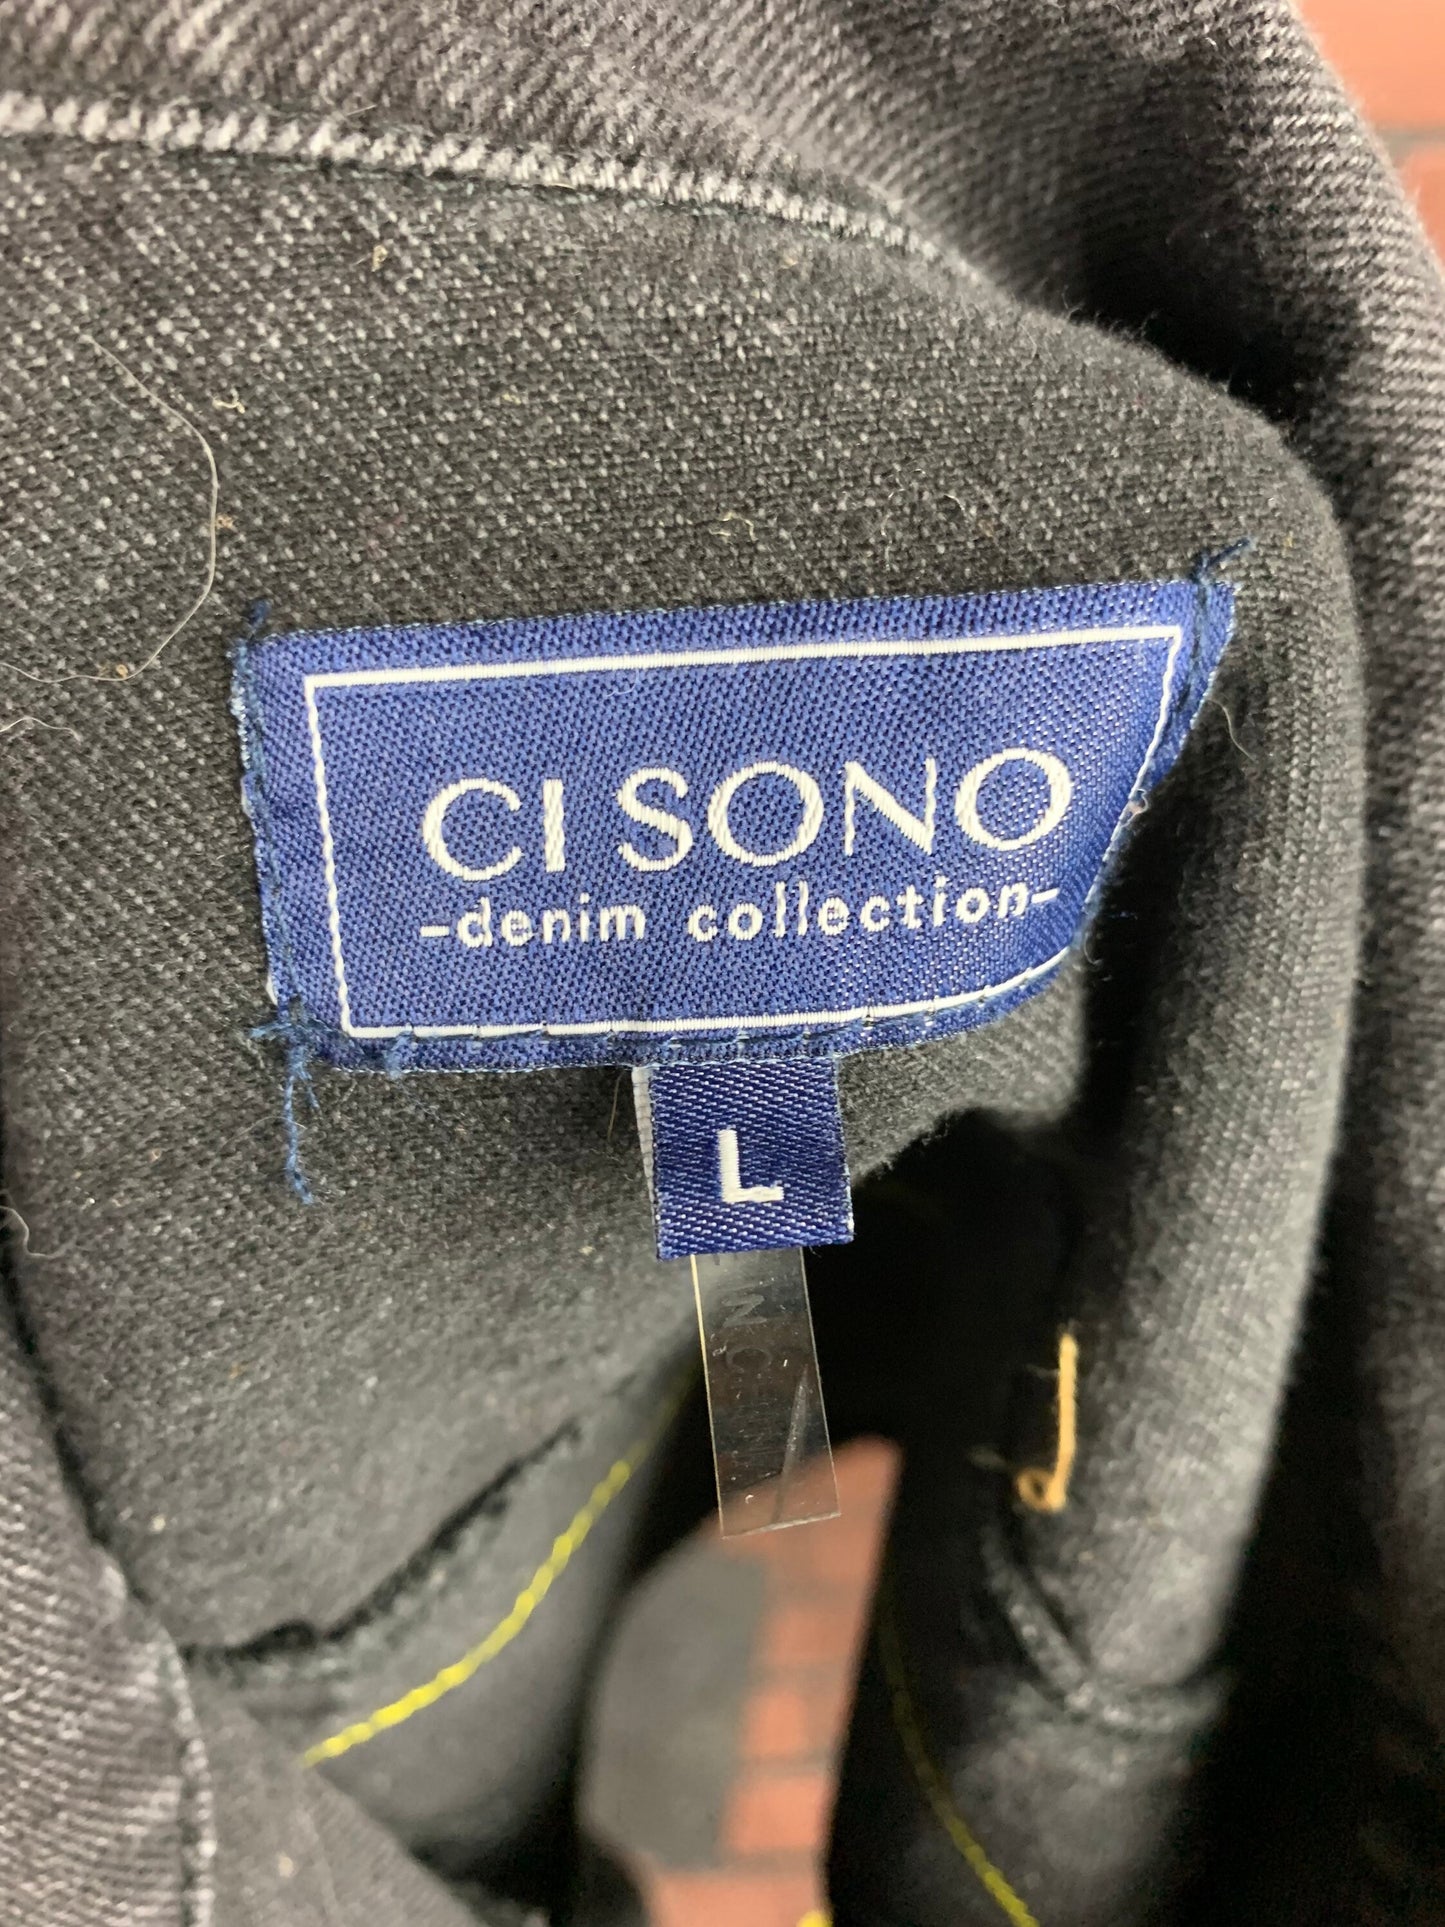 CI SONO
-denim collection-
L